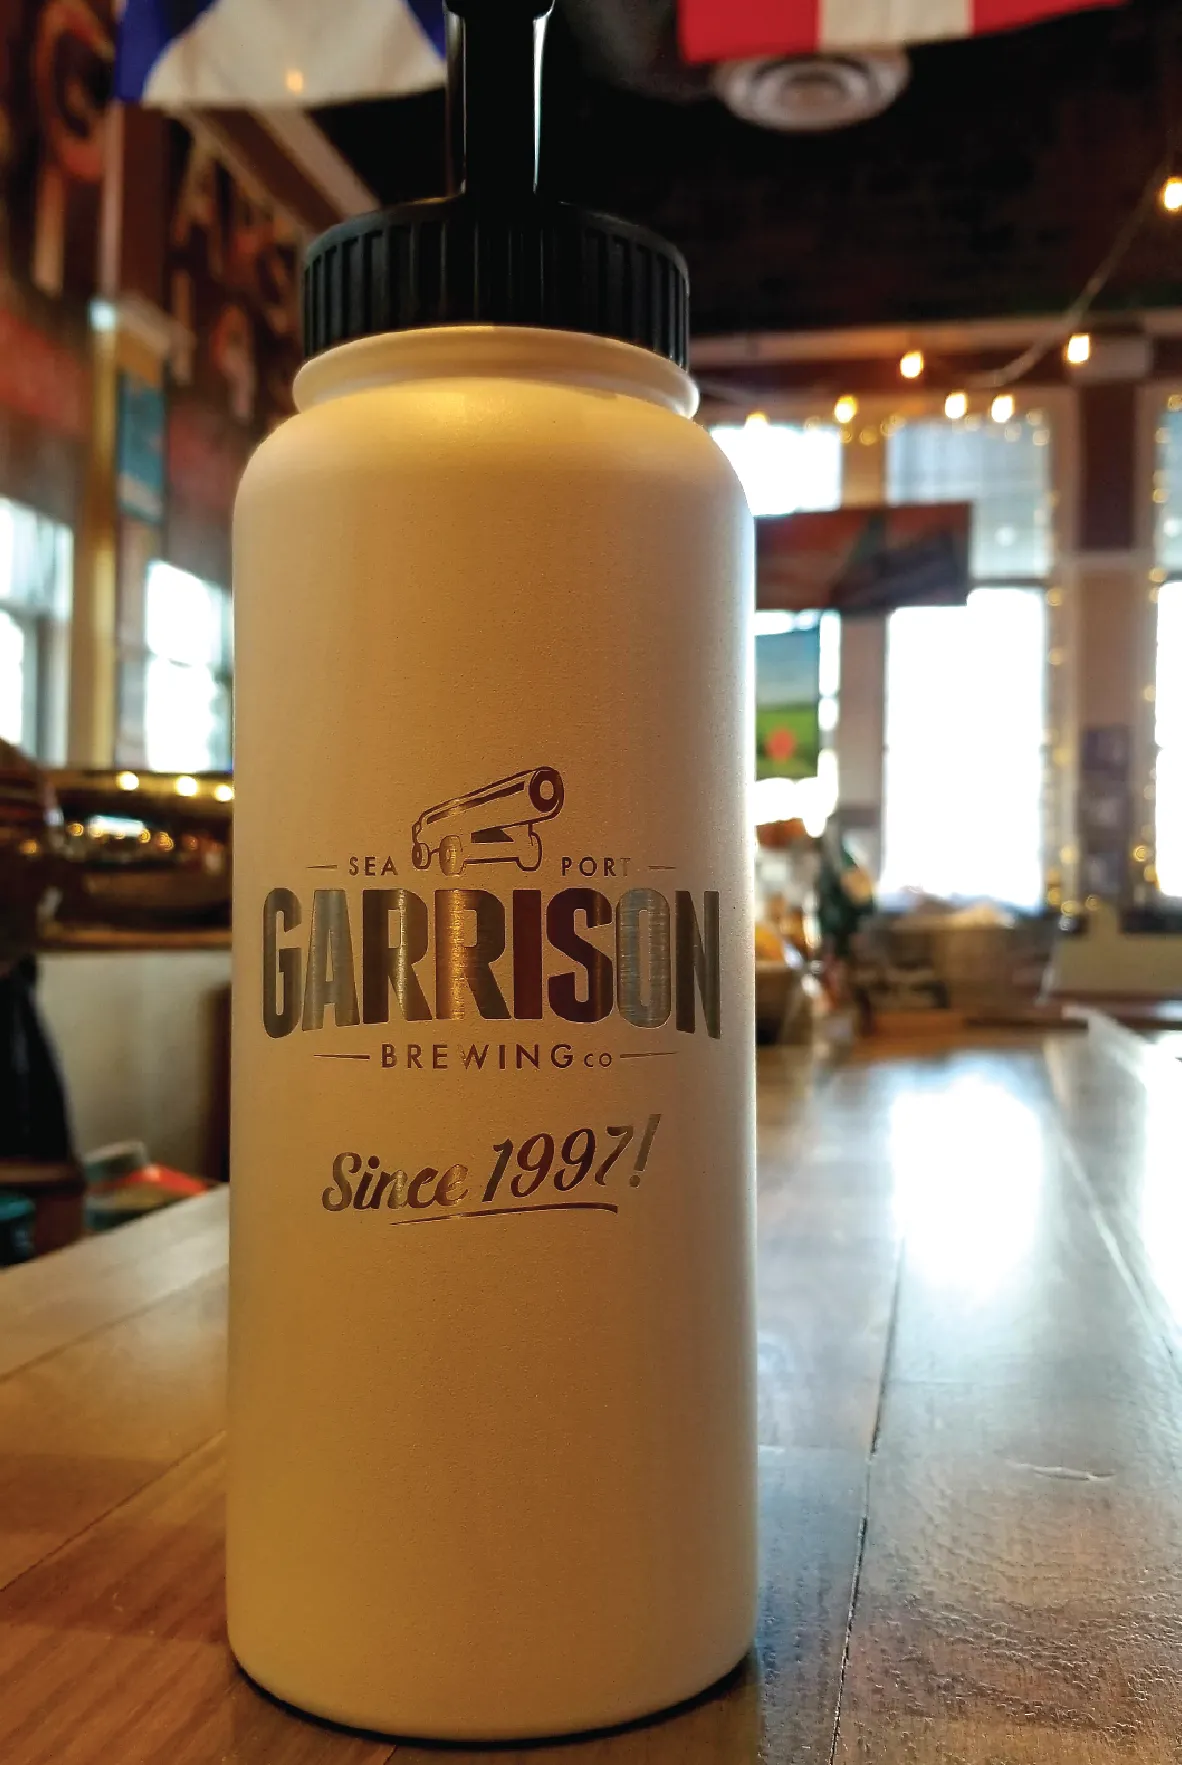 SEA PORT
GARRISON
BREWING CO
Since 1997!